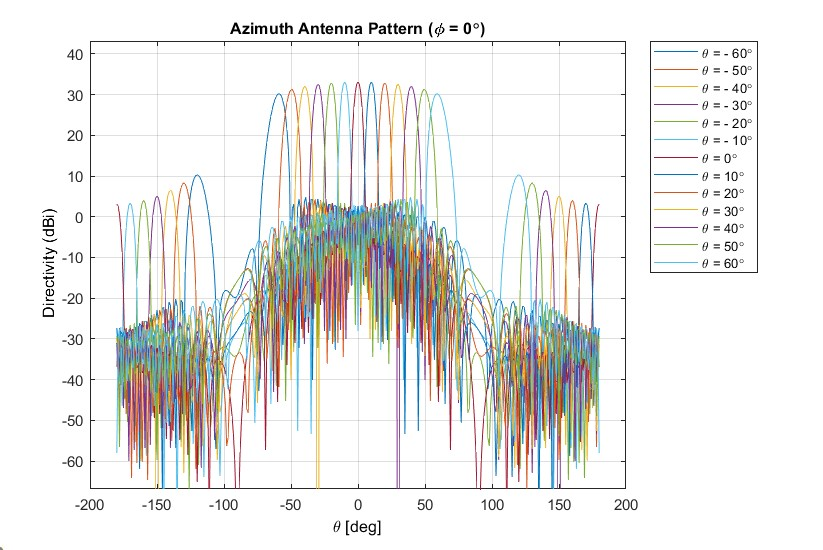 Azimuth Antenna Pattern (ϕ = 0°)
Directivity (dBi)
40
30
20
10
0
-10
-20
-30
-40
-50
-60
-200 -150 -100 -50 0 50 100 150 200
θ [deg]
θ = - 60°
θ = - 50°
θ = - 40°
θ = - 30°
θ = - 20°
θ = - 10°
θ = 0°
θ = 10°
θ = 20°
θ = 30°
θ = 40°
θ = 50°
θ = 60°